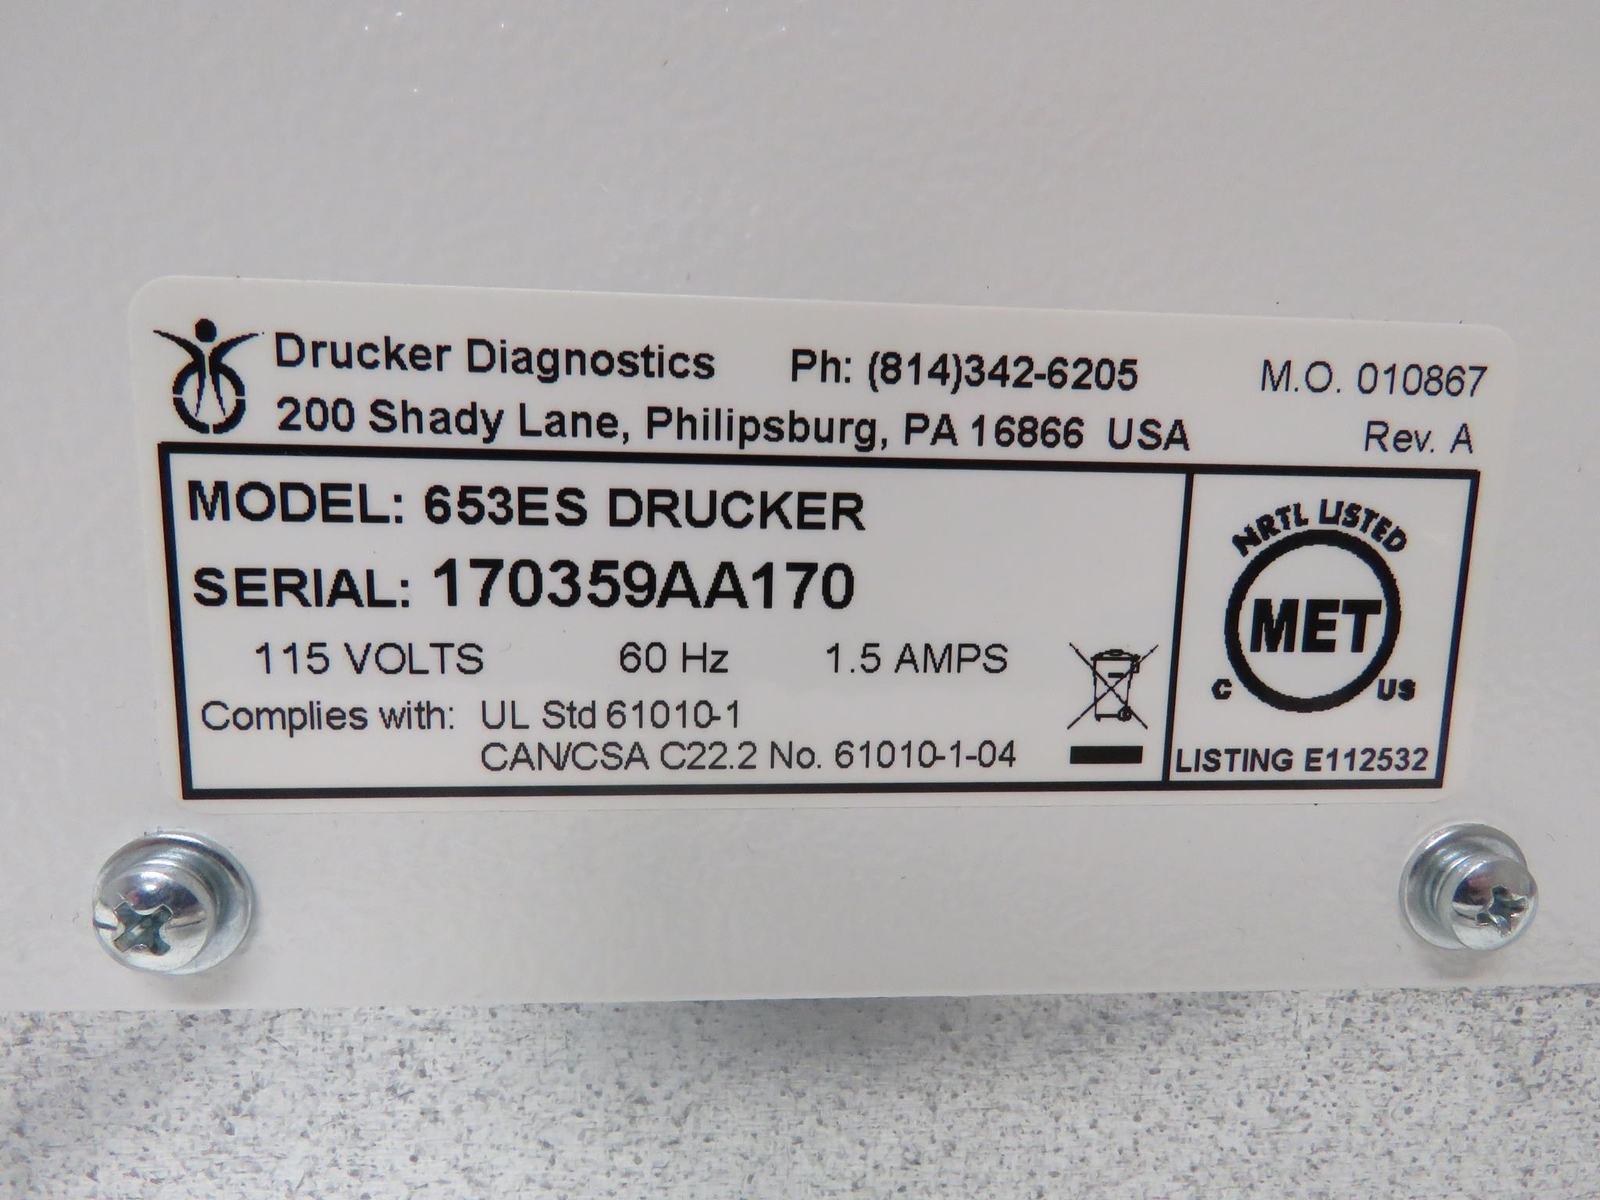 Drucker Diagnostics Ph: (814)342-6205 M.O. 010867
200 Shady Lane, Philipsburg, PA 16866 USA Rev. A
MODEL: 653ES DRUCKER
SERIAL: 170359AA170
115 VOLTS 60 Hz 1.5 AMPS
Complies with: UL Std 61010-1
CAN/CSA C22.2 No. 61010-1-04
NRTL LISTED
MET
C US
LISTING E112532